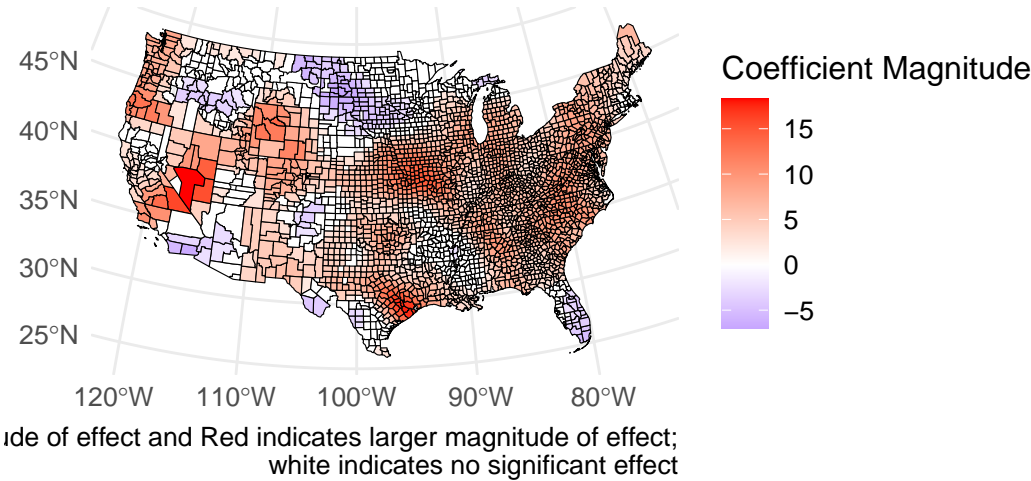 45°N
40°N
35°N
30°N
25°N
120°W 110°W 100°W 90°W 80°W
Coefficient Magnitude
15
10
5
0
−5
of effect and Red indicates larger magnitude of effect;
white indicates no significant effect